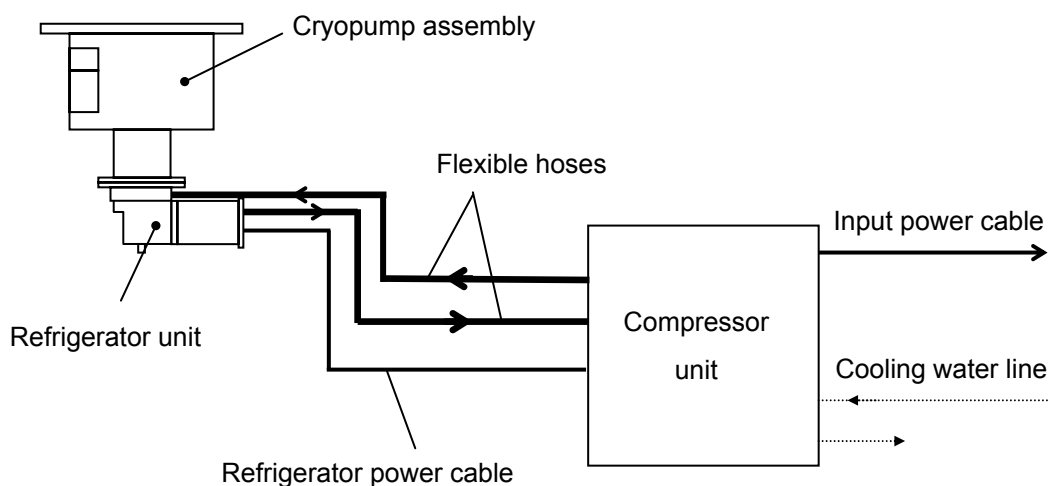 Cryopump assembly
Flexible hoses
Input power cable
Refrigerator unit
Compressor
unit
Cooling water line
Refrigerator power cable